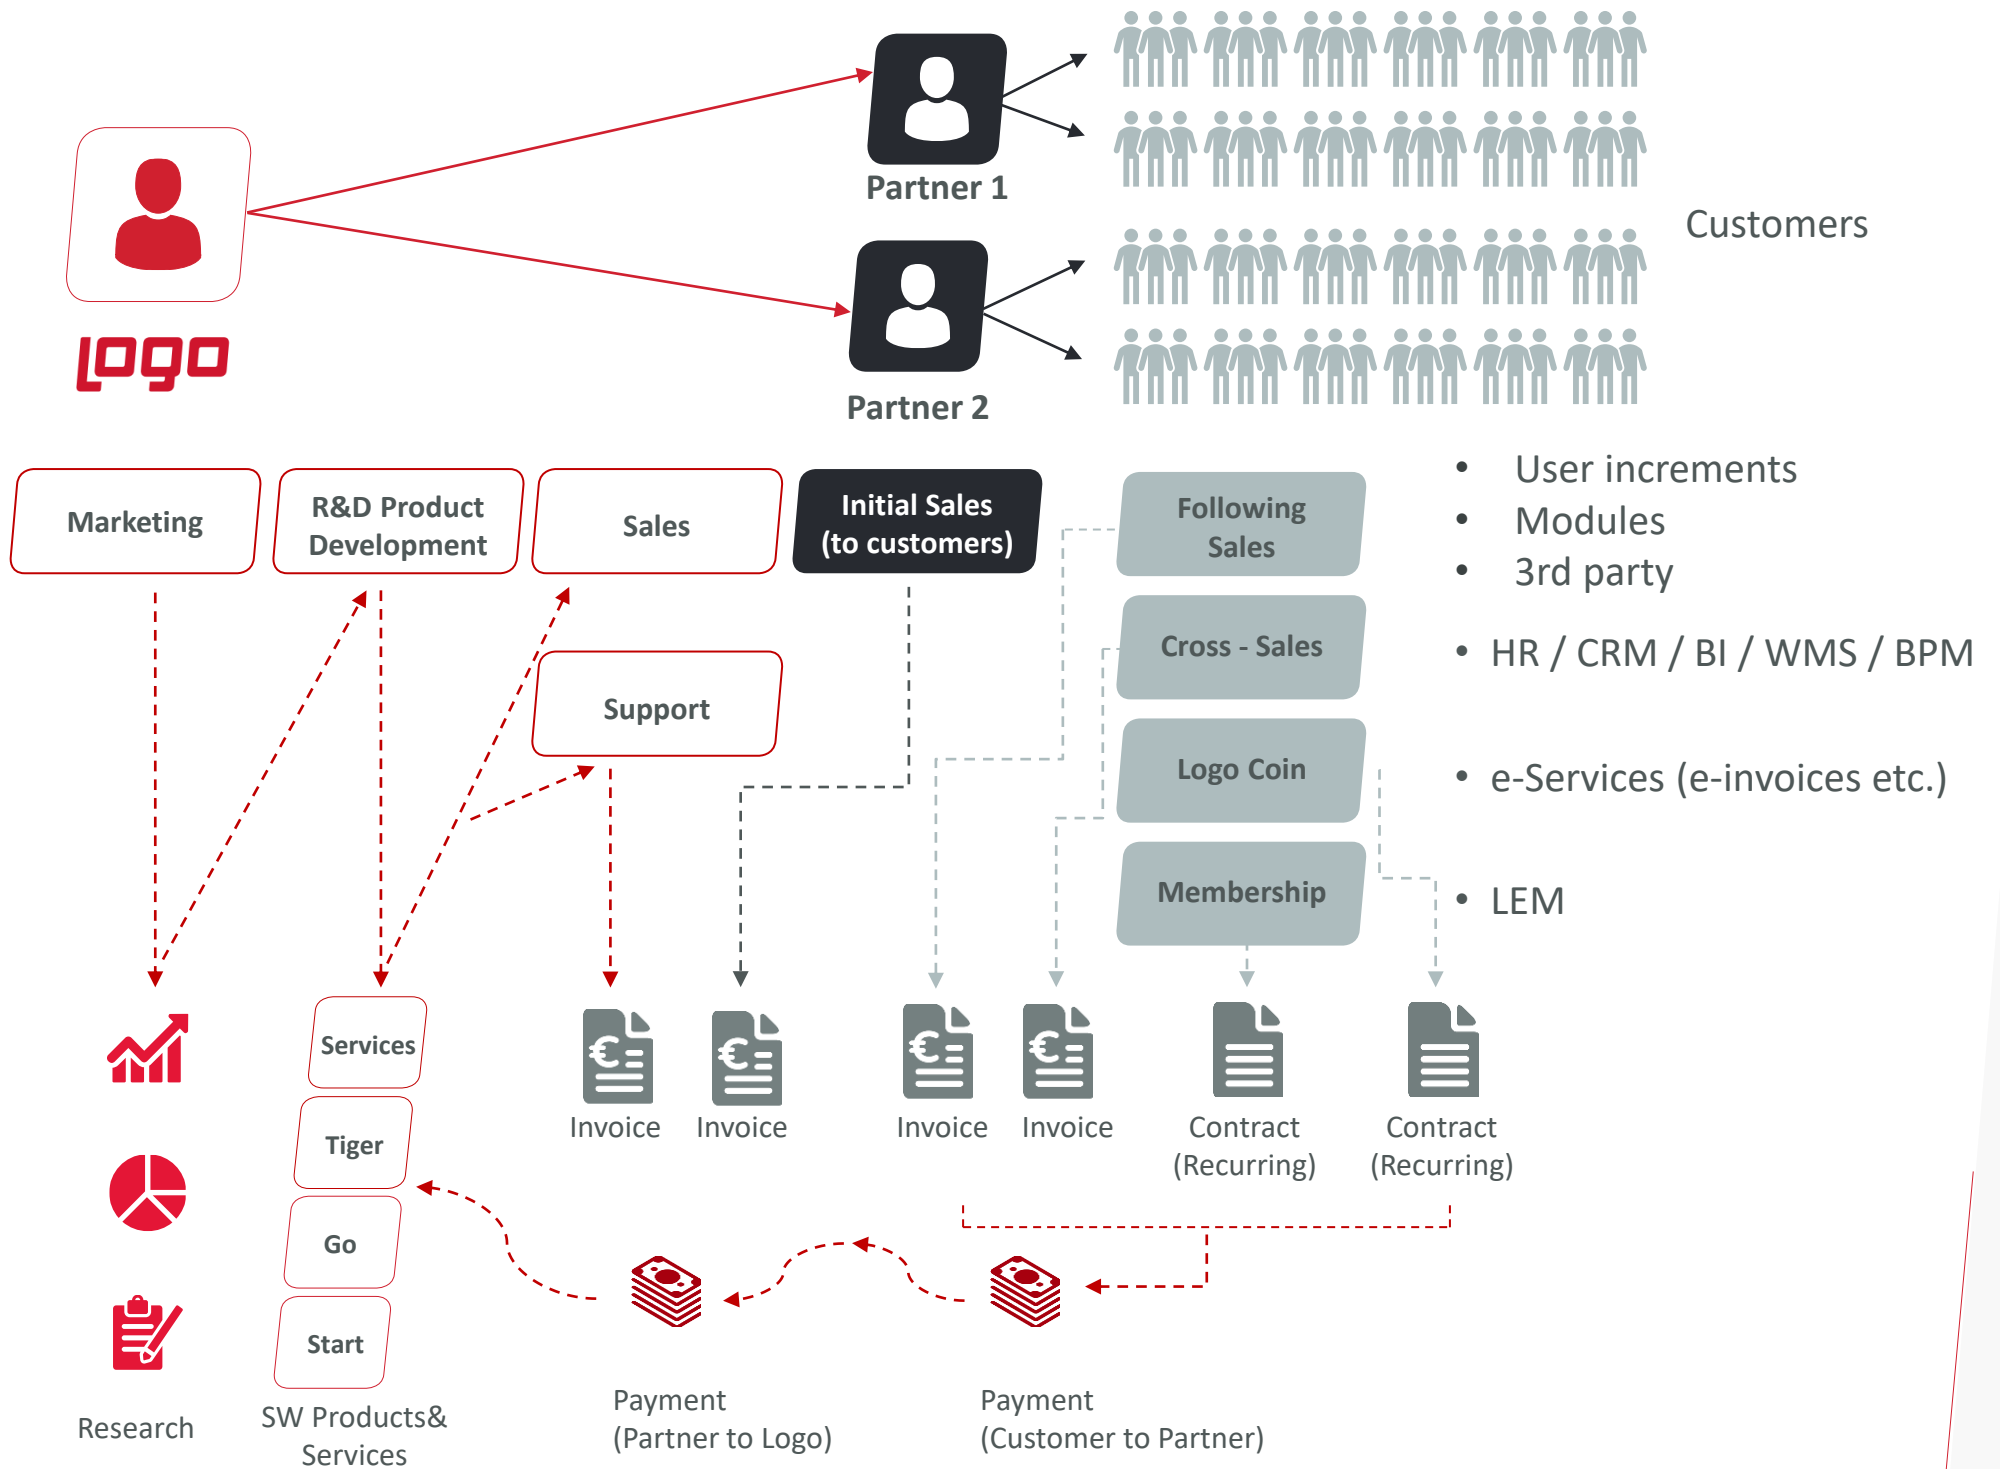 Partner 1
Customers
Logo
Partner 2
Marketing
R&D Product
Development
Sales
Initial Sales
(to customers)
Following
Sales
• User increments
• Modules
• 3rd party
Support
Cross - Sales
• HR / CRM / BI / WMS / BPM
Logo Coin
• e-Services (e-invoices etc.)
Membership
• LEM
Services
Tiger
Go
Start
Invoice
Invoice
Invoice
Invoice
Contract
(Recurring)
Contract
(Recurring)
Research
SW Products&
Services
Payment
(Partner to Logo)
Payment
(Customer to Partner)